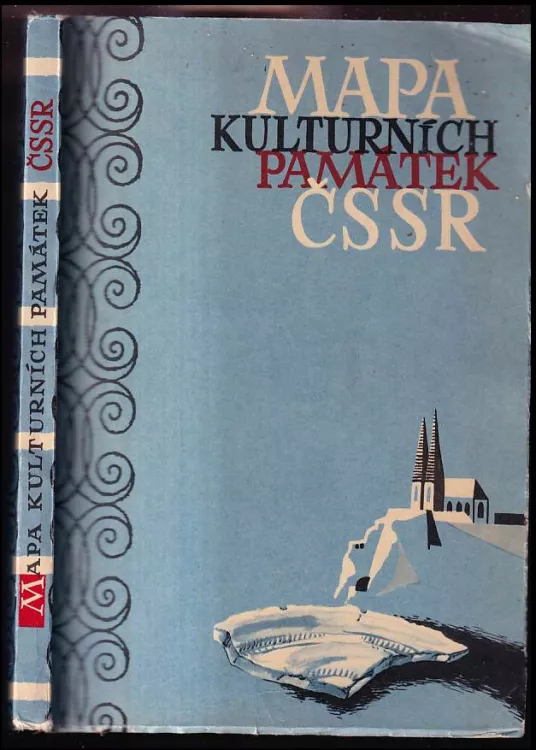 MAPA
KULTURNÍCH
PAMÁTEK
ČSSR
MAPA KULTURNÍCH PAMÁTEK ČSSR